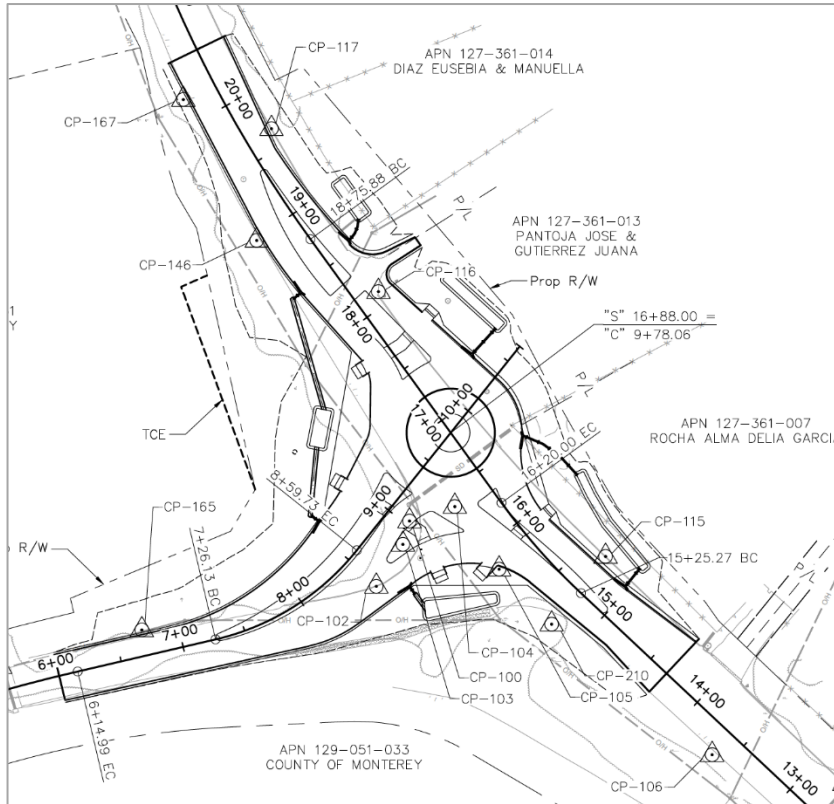 CP-117
APN 127-361-014
DIAZ EUSEBIA & MANUELLA
20+00
CP-167
O/H
18+75.88 BC
19+00
P/L
APN 127-361-013
PANTOJA JOSE &
GUTIERREZ JUANA
CP-146
CP-116
Prop R/W
O/H
O/H
1
Y
18+00
"S" 16+88.00 =
"C" 9+78.06
P/L
17+00
10+00
APN 127-361-007
ROCHA ALMA DELIA GARCI
TCE
O/H
SD
16+20.00 EC
8+59.73 EC
9+00
16+00
CP-165
CP-115
R/W
7+26.13 BC
15+25.27 BC
8+00
P/L
15+00
CP-102
O/H
O/H
7+00
CP-104
6+00
CP-210
CP-100
CP-105
CP-103
14+00
6+14.99 EC
O/H
O/H
O/H
APN 129-051-033
COUNTY OF MONTEREY
13+00
CP-106